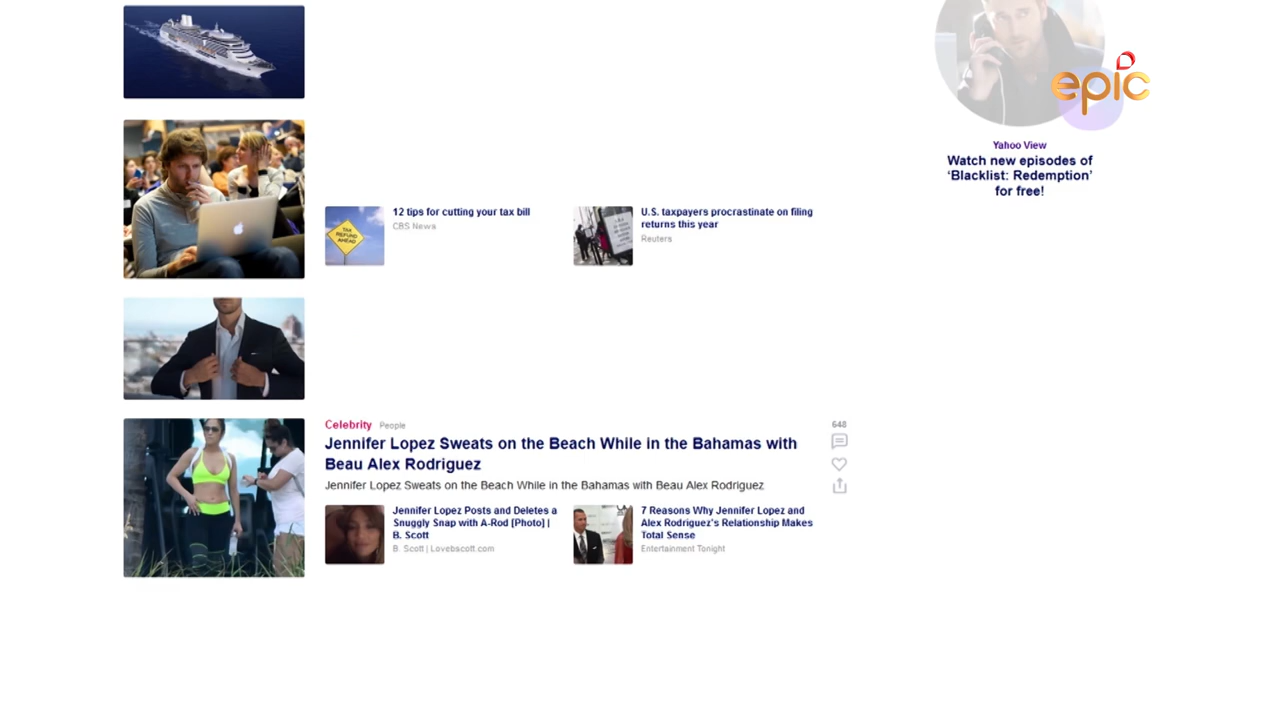 epic
Yahoo View
Watch new episodes of
‘Blacklist: Redemption’
for free!
TAX
REFUND
AHEAD
12 tips for cutting your tax bill
CBS News
U.S. taxpayers procrastinate on filing
returns this year
Reuters
Celebrity People
648
Jennifer Lopez Sweats on the Beach While in the Bahamas with
Beau Alex Rodriguez
Jennifer Lopez Sweats on the Beach While in the Bahamas with Beau Alex Rodriguez
Jennifer Lopez Posts and Deletes a
Snuggly Snap with A-Rod [Photo] |
B. Scott
B. Scott | Lovebscott.com
7 Reasons Why Jennifer Lopez and
Alex Rodriguez's Relationship Makes
Total Sense
Entertainment Tonight